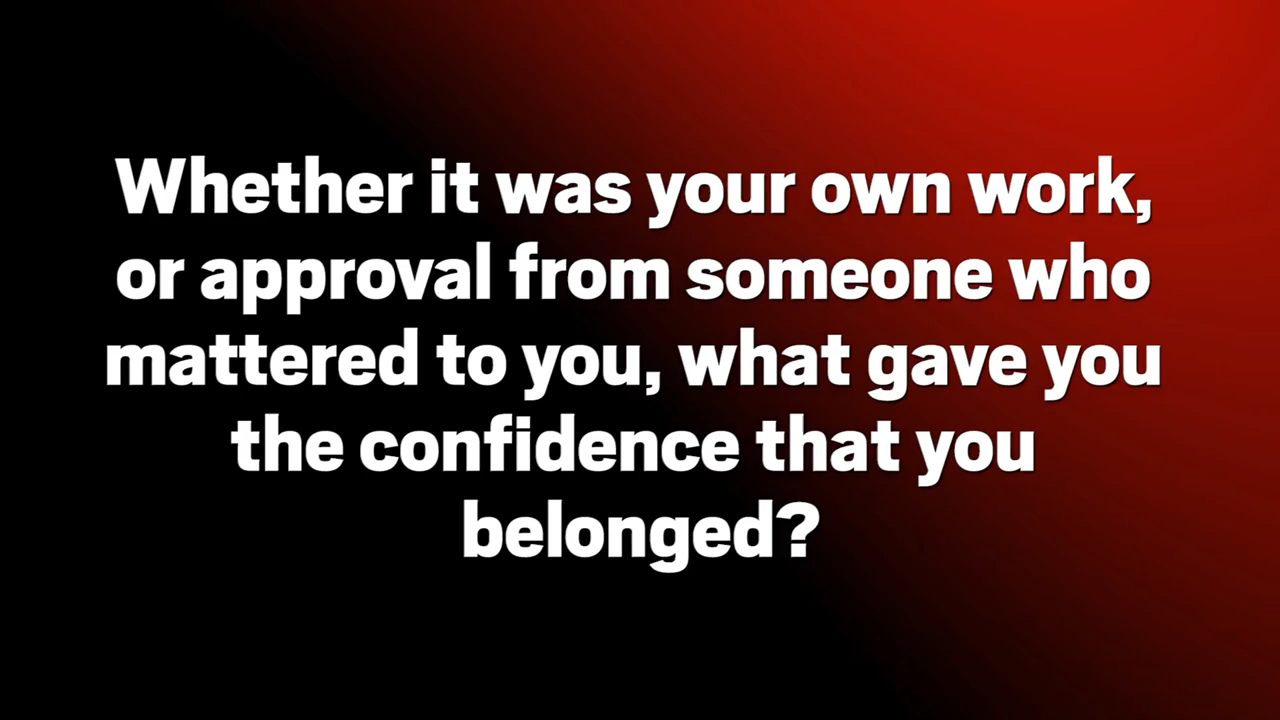 Whether it was your own work,
or approval from someone who
mattered to you, what gave you
the confidence that you
belonged?